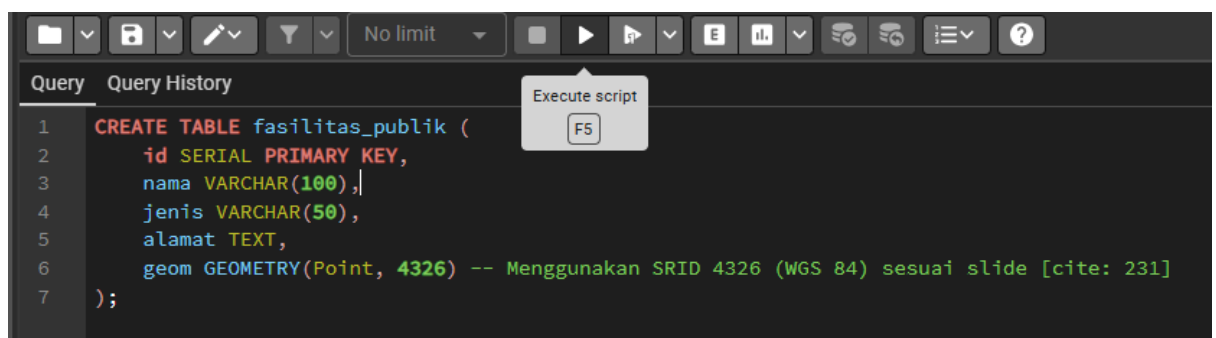 No limit
E
Query Query History
Execute script
F5
1 CREATE TABLE fasilitas_publik (
2 id SERIAL PRIMARY KEY,
3 nama VARCHAR(100),
4 jenis VARCHAR(50),
5 alamat TEXT,
6 geom GEOMETRY(Point, 4326) -- Menggunakan SRID 4326 (WGS 84) sesuai slide [cite: 231]
7 );